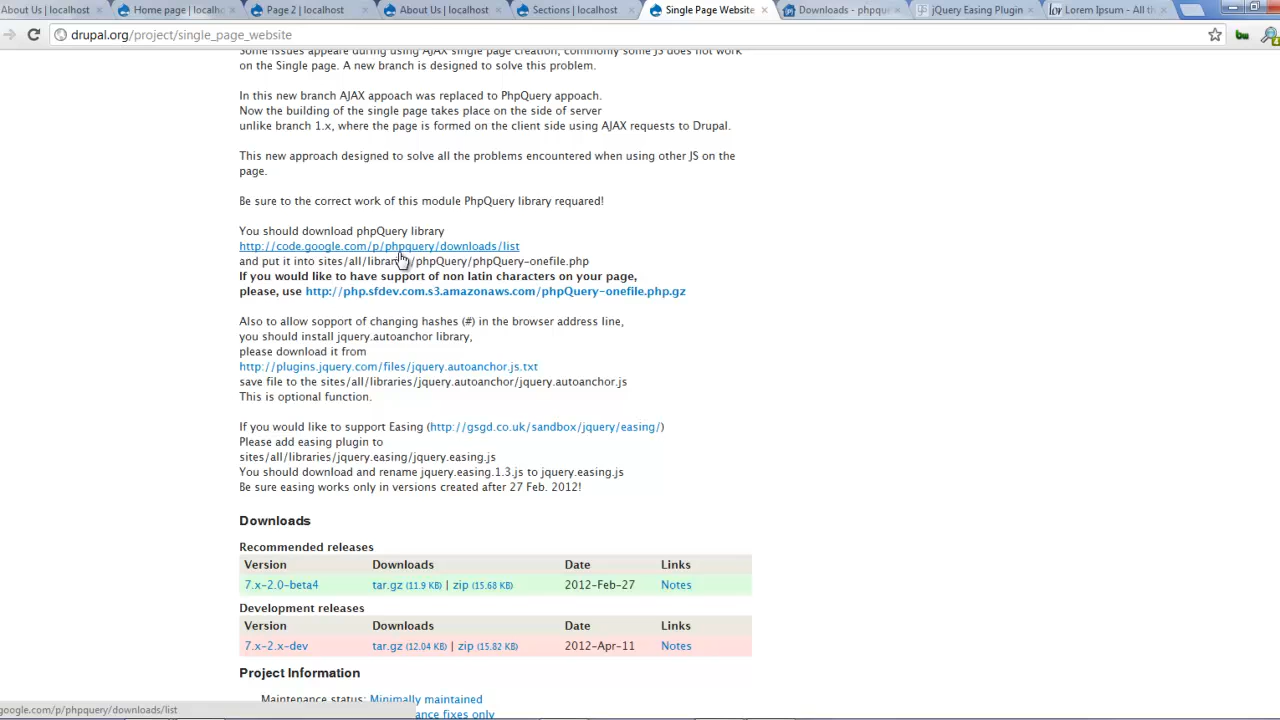 About Us | localhost
Home page | localhos
Page 2 | localhost
About Us | localhost
Sections | localhost
Single Page Website
Downloads - phpqu
jQuery Easing Plugin
Lorem Ipsum - All th
drupal.org/project/single_page_website
Some issues appeare during using AJAX single page creation, commonly some JS does not work
on the Single page. A new branch is designed to solve this problem.
In this new branch AJAX appoach was replaced to PhpQuery appoach.
Now the building of the single page takes place on the side of server
unlike branch 1.x, where the page is formed on the client side using AJAX requests to Drupal.
This new approach designed to solve all the problems encountered when using other JS on the
page.
Be sure to the correct work of this module PhpQuery library requared!
You should download phpQuery library
http://code.google.com/p/phpquery/downloads/list
and put it into sites/all/libraries/phpQuery/phpQuery-onefile.php
If you would like to have support of non latin characters on your page,
please, use http://php.sfdev.com.s3.amazonaws.com/phpQuery-onefile.php.gz
Also to allow sopport of changing hashes (#) in the browser address line,
you should install jquery.autoanchor library,
please download it from
http://plugins.jquery.com/files/jquery.autoanchor.js.txt
save file to the sites/all/libraries/jquery.autoanchor/jquery.autoanchor.js
This is optional function.
If you would like to support Easing (http://gsgd.co.uk/sandbox/jquery/easing/)
Please add easing plugin to
sites/all/libraries/jquery.easing/jquery.easing.js
You should download and rename jquery.easing.1.3.js to jquery.easing.js
Be sure easing works only in versions created after 27 Feb. 2012!
Downloads
Recommended releases
Version Downloads Date Links
7.x-2.0-beta4 tar.gz (11.9 KB) | zip (15.68 KB) 2012-Feb-27 Notes
Development releases
Version Downloads Date Links
7.x-2.x-dev tar.gz (12.04 KB) | zip (15.82 KB) 2012-Apr-11 Notes
Project Information
Maintenance status: Minimally maintained
ance fixes only
google.com/p/phpquery/downloads/list